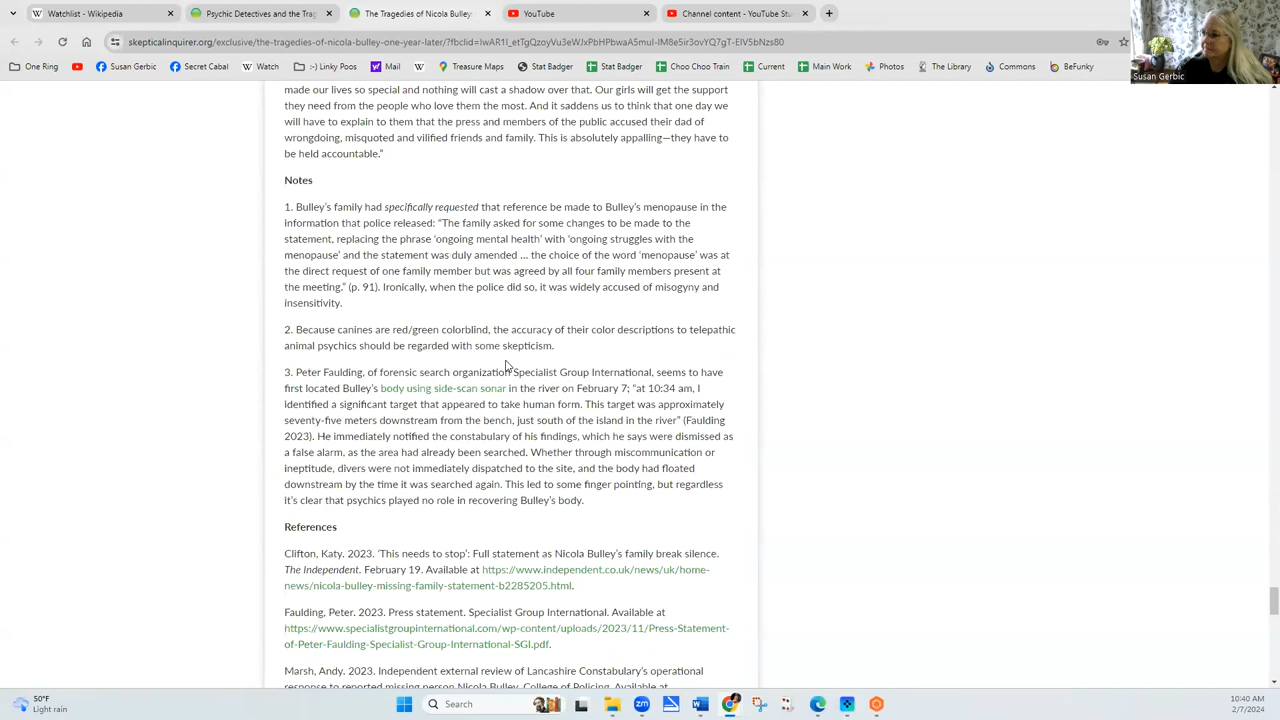 Watchlist - Wikipedia
Psychic Detectives and the Trag
The Tragedies of Nicola Bulley
YouTube
Channel content - YouTube Stu
skepticalinquirer.org/exclusive/the-tragedies-of-nicola-bulley-one-year-later/?fbclid=IwAR1I_etTgQzoyVu3eWJxPbHPbwaA5muI-IM8e5ir3ovYQ7gT-EIV5bNzs80
One Ring
Susan Gerbic
Secret Cabal
Watch
:-) Linky Poos
Mail
Treasure Maps
Stat Badger
Stat Badger
Choo Choo Train
Current
Main Work
Photos
The Library
Commons
BeFunky
Susan Gerbic
made our lives so special and nothing will cast a shadow over that. Our girls will get the support
they need from the people who love them the most. And it saddens us to think that one day we
will have to explain to them that the press and members of the public accused their dad of
wrongdoing, misquoted and vilified friends and family. This is absolutely appalling—they have to
be held accountable.”
Notes
1. Bulley’s family had specifically requested that reference be made to Bulley’s menopause in the
information that police released: “The family asked for some changes to be made to the
statement, replacing the phrase ‘ongoing mental health’ with ‘ongoing struggles with the
menopause’ and the statement was duly amended ... the choice of the word ‘menopause’ was at
the direct request of one family member but was agreed by all four family members present at
the meeting.” (p. 91). Ironically, when the police did so, it was widely accused of misogyny and
insensitivity.
2. Because canines are red/green colorblind, the accuracy of their color descriptions to telepathic
animal psychics should be regarded with some skepticism.
3. Peter Faulding, of forensic search organization Specialist Group International, seems to have
first located Bulley’s body using side-scan sonar in the river on February 7; “at 10:34 am, I
identified a significant target that appeared to take human form. This target was approximately
seventy-five meters downstream from the bench, just south of the island in the river” (Faulding
2023). He immediately notified the constabulary of his findings, which he says were dismissed as
a false alarm, as the area had already been searched. Whether through miscommunication or
ineptitude, divers were not immediately dispatched to the site, and the body had floated
downstream by the time it was searched again. This led to some finger pointing, but regardless
it’s clear that psychics played no role in recovering Bulley’s body.
References
Clifton, Katy. 2023. ‘This needs to stop’: Full statement as Nicola Bulley’s family break silence.
The Independent. February 19. Available at https://www.independent.co.uk/news/uk/home-
news/nicola-bulley-missing-family-statement-b2285205.html.
Faulding, Peter. 2023. Press statement. Specialist Group International. Available at
https://www.specialistgroupinternational.com/wp-content/uploads/2023/11/Press-Statement-
of-Peter-Faulding-Specialist-Group-International-SGI.pdf.
Marsh, Andy. 2023. Independent external review of Lancashire Constabulary’s operational
response to reported missing person Nicola Bulley. College of Policing. Available at
50°F
Light rain
Search
10:40 AM
2/7/2024